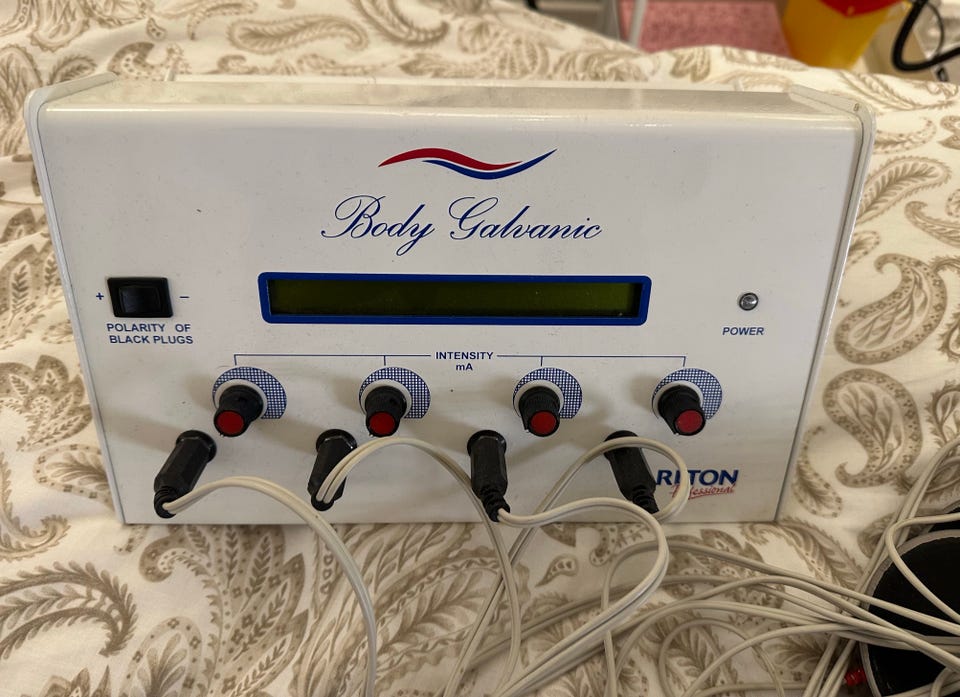 Body Galvanic
+ −
POLARITY OF
BLACK PLUGS
POWER
INTENSITY
mA